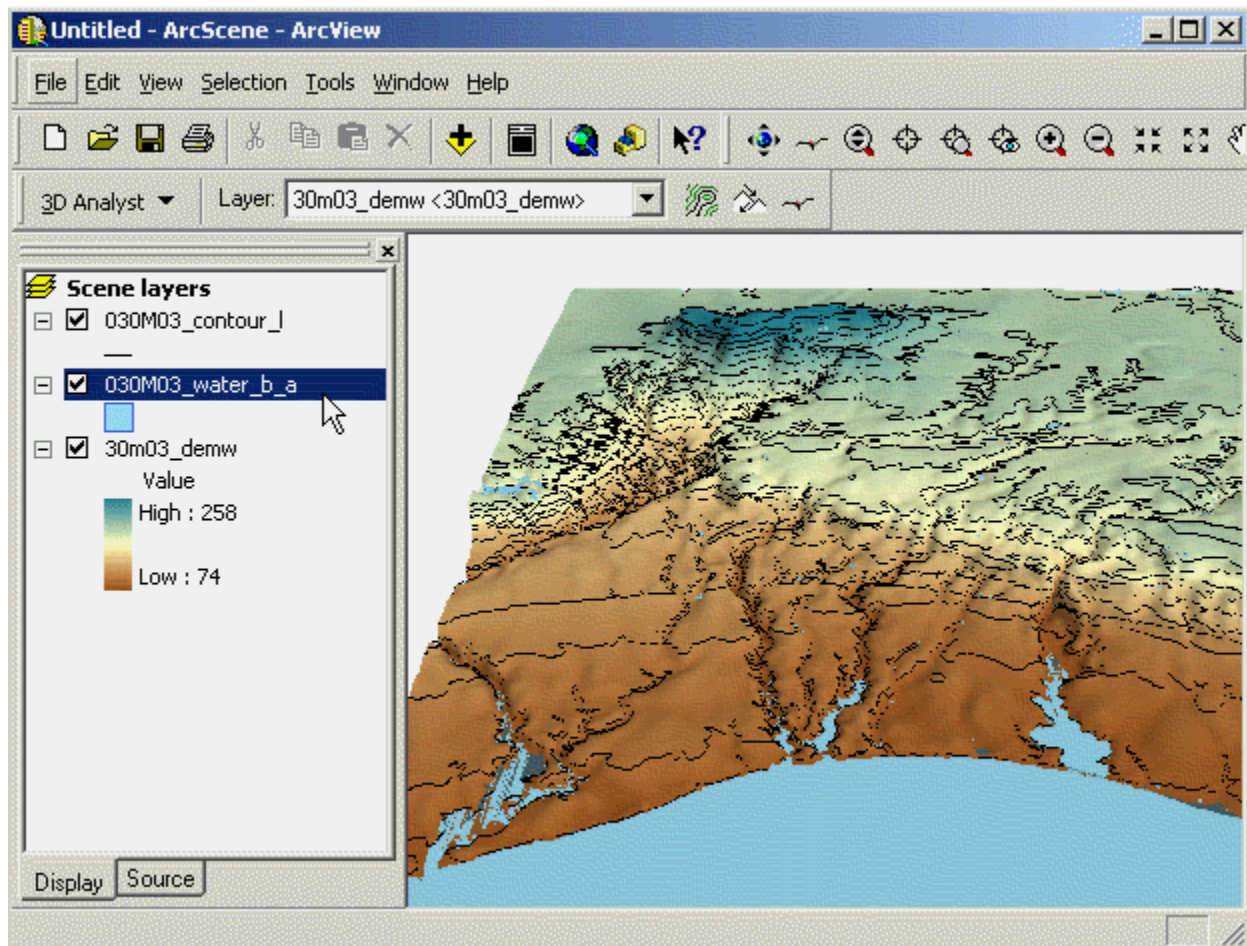 Untitled - ArcScene - ArcView
File Edit View Selection Tools Window Help
3D Analyst Layer: 30m03_demw <30m03_demw>
Scene layers
030M03_contour_l
030M03_water_b_a
30m03_demw
Value
High : 258
Low : 74
Display Source